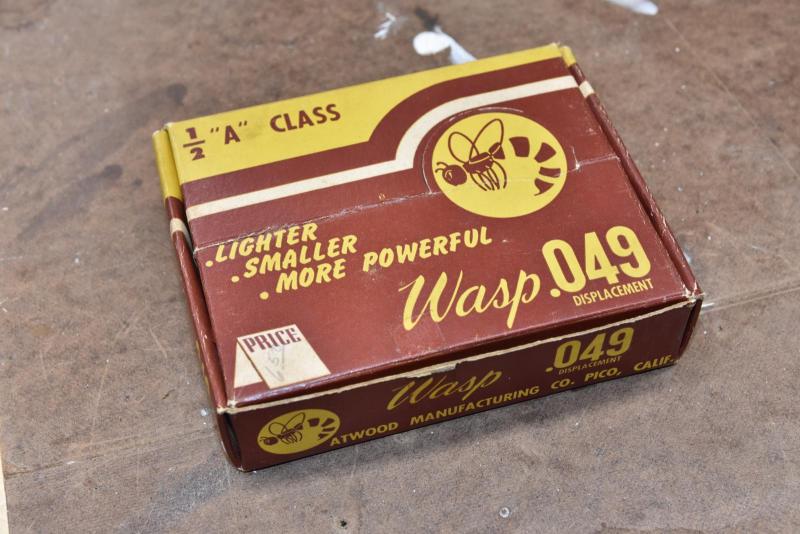 1/2 "A" CLASS
.LIGHTER
.SMALLER
.MORE POWERFUL
Wasp .049
DISPLACEMENT
PRICE
Wasp .049
DISPLACEMENT
ATWOOD MANUFACTURING CO. PICO, CALIF.